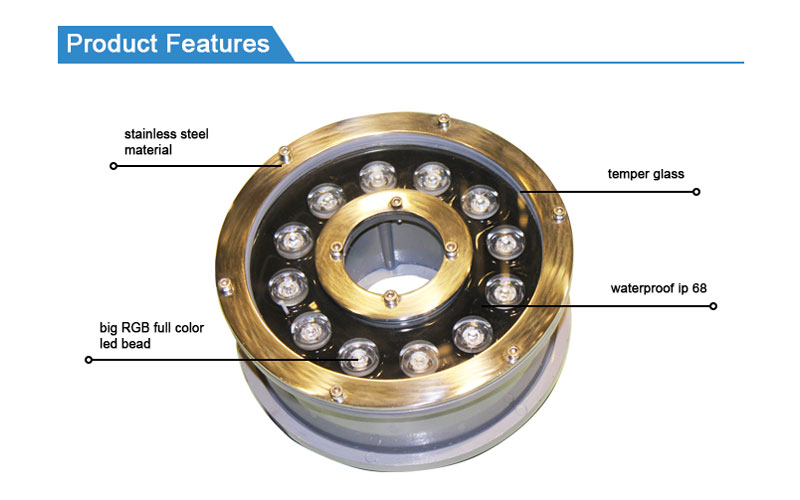 Product Features
stainless steel
material
temper glass
waterproof ip 68
big RGB full color
led bead